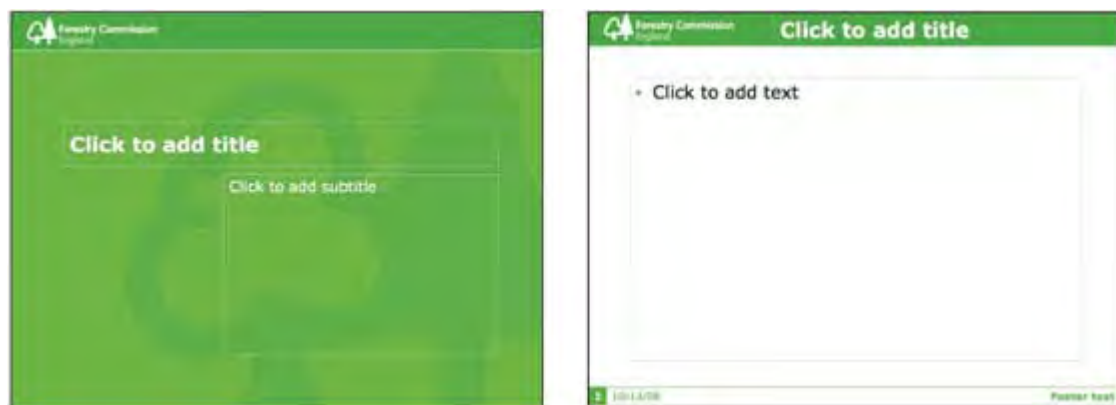 Forestry Commission
England
Click to add title
Click to add subtitle
Forestry Commission
England
Click to add title
• Click to add text
Footer text